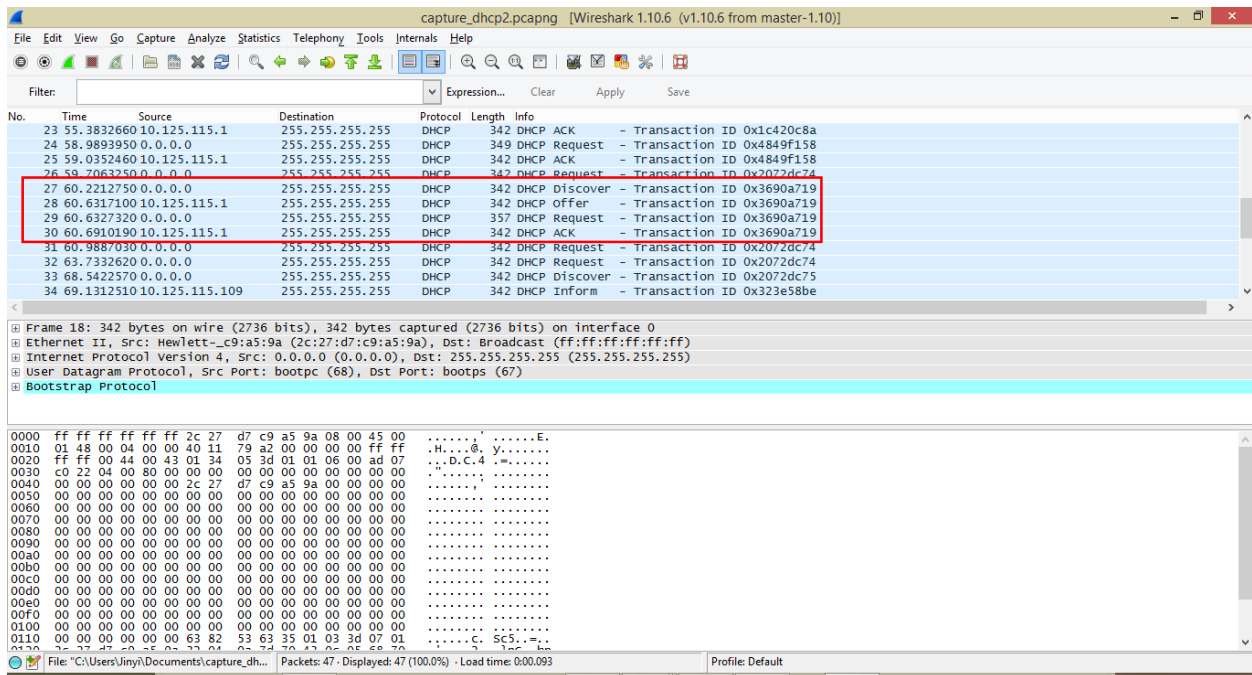 capture_dhcp2.pcapng [Wireshark 1.10.6 (v1.10.6 from master-1.10)]
File Edit View Go Capture Analyze Statistics Telephony Tools Internals Help
Filter: Expression... Clear Apply Save
No. Time Source Destination Protocol Length Info
23 55.3832660 10.125.115.1 255.255.255.255 DHCP 342 DHCP ACK - Transaction ID 0x1c420c8a
24 58.9893950 0.0.0.0 255.255.255.255 DHCP 349 DHCP Request - Transaction ID 0x4849f158
25 59.0352460 10.125.115.1 255.255.255.255 DHCP 342 DHCP ACK - Transaction ID 0x4849f158
26 59.7063250 0.0.0.0 255.255.255.255 DHCP 342 DHCP Request - Transaction ID 0x2072dc74
27 60.2212750 0.0.0.0 255.255.255.255 DHCP 342 DHCP Discover - Transaction ID 0x3690a719
28 60.6317100 10.125.115.1 255.255.255.255 DHCP 342 DHCP Offer - Transaction ID 0x3690a719
29 60.6327320 0.0.0.0 255.255.255.255 DHCP 357 DHCP Request - Transaction ID 0x3690a719
30 60.6910190 10.125.115.1 255.255.255.255 DHCP 342 DHCP ACK - Transaction ID 0x3690a719
31 60.9887030 0.0.0.0 255.255.255.255 DHCP 342 DHCP Request - Transaction ID 0x2072dc74
32 63.7332620 0.0.0.0 255.255.255.255 DHCP 342 DHCP Request - Transaction ID 0x2072dc74
33 68.5422570 0.0.0.0 255.255.255.255 DHCP 342 DHCP Discover - Transaction ID 0x2072dc75
34 69.1312510 10.125.115.109 255.255.255.255 DHCP 342 DHCP Inform - Transaction ID 0x323e58be
Frame 18: 342 bytes on wire (2736 bits), 342 bytes captured (2736 bits) on interface 0
Ethernet II, Src: Hewlett-_c9:a5:9a (2c:27:d7:c9:a5:9a), Dst: Broadcast (ff:ff:ff:ff:ff:ff)
Internet Protocol Version 4, Src: 0.0.0.0 (0.0.0.0), Dst: 255.255.255.255 (255.255.255.255)
User Datagram Protocol, Src Port: bootpc (68), Dst Port: bootps (67)
Bootstrap Protocol
0000 ff ff ff ff ff ff 2c 27 d7 c9 a5 9a 08 00 45 00 ......,' ......E.
0010 01 48 00 04 00 00 40 11 79 a2 00 00 00 00 ff ff .H....@. y.......
0020 ff ff 00 44 00 43 01 34 05 3d 01 01 06 00 ad 07 ...D.C.4 .=......
0030 c0 22 04 00 80 00 00 00 00 00 00 00 00 00 00 00 ."...... ........
0040 00 00 00 00 00 00 2c 27 d7 c9 a5 9a 00 00 00 00 ......,' ........
0050 00 00 00 00 00 00 00 00 00 00 00 00 00 00 00 00 ........ ........
0060 00 00 00 00 00 00 00 00 00 00 00 00 00 00 00 00 ........ ........
0070 00 00 00 00 00 00 00 00 00 00 00 00 00 00 00 00 ........ ........
0080 00 00 00 00 00 00 00 00 00 00 00 00 00 00 00 00 ........ ........
0090 00 00 00 00 00 00 00 00 00 00 00 00 00 00 00 00 ........ ........
00a0 00 00 00 00 00 00 00 00 00 00 00 00 00 00 00 00 ........ ........
00b0 00 00 00 00 00 00 00 00 00 00 00 00 00 00 00 00 ........ ........
00c0 00 00 00 00 00 00 00 00 00 00 00 00 00 00 00 00 ........ ........
00d0 00 00 00 00 00 00 00 00 00 00 00 00 00 00 00 00 ........ ........
00e0 00 00 00 00 00 00 00 00 00 00 00 00 00 00 00 00 ........ ........
00f0 00 00 00 00 00 00 00 00 00 00 00 00 00 00 00 00 ........ ........
0100 00 00 00 00 00 00 00 00 00 00 00 00 00 00 00 00 ........ ........
0110 00 00 00 00 00 00 63 82 53 63 35 01 03 3d 07 01 ......c. Sc5..=..
File: "C:\Users\Jinyi\Documents\capture_dh... Packets: 47 · Displayed: 47 (100.0%) · Load time: 0:00.093 Profile: Default